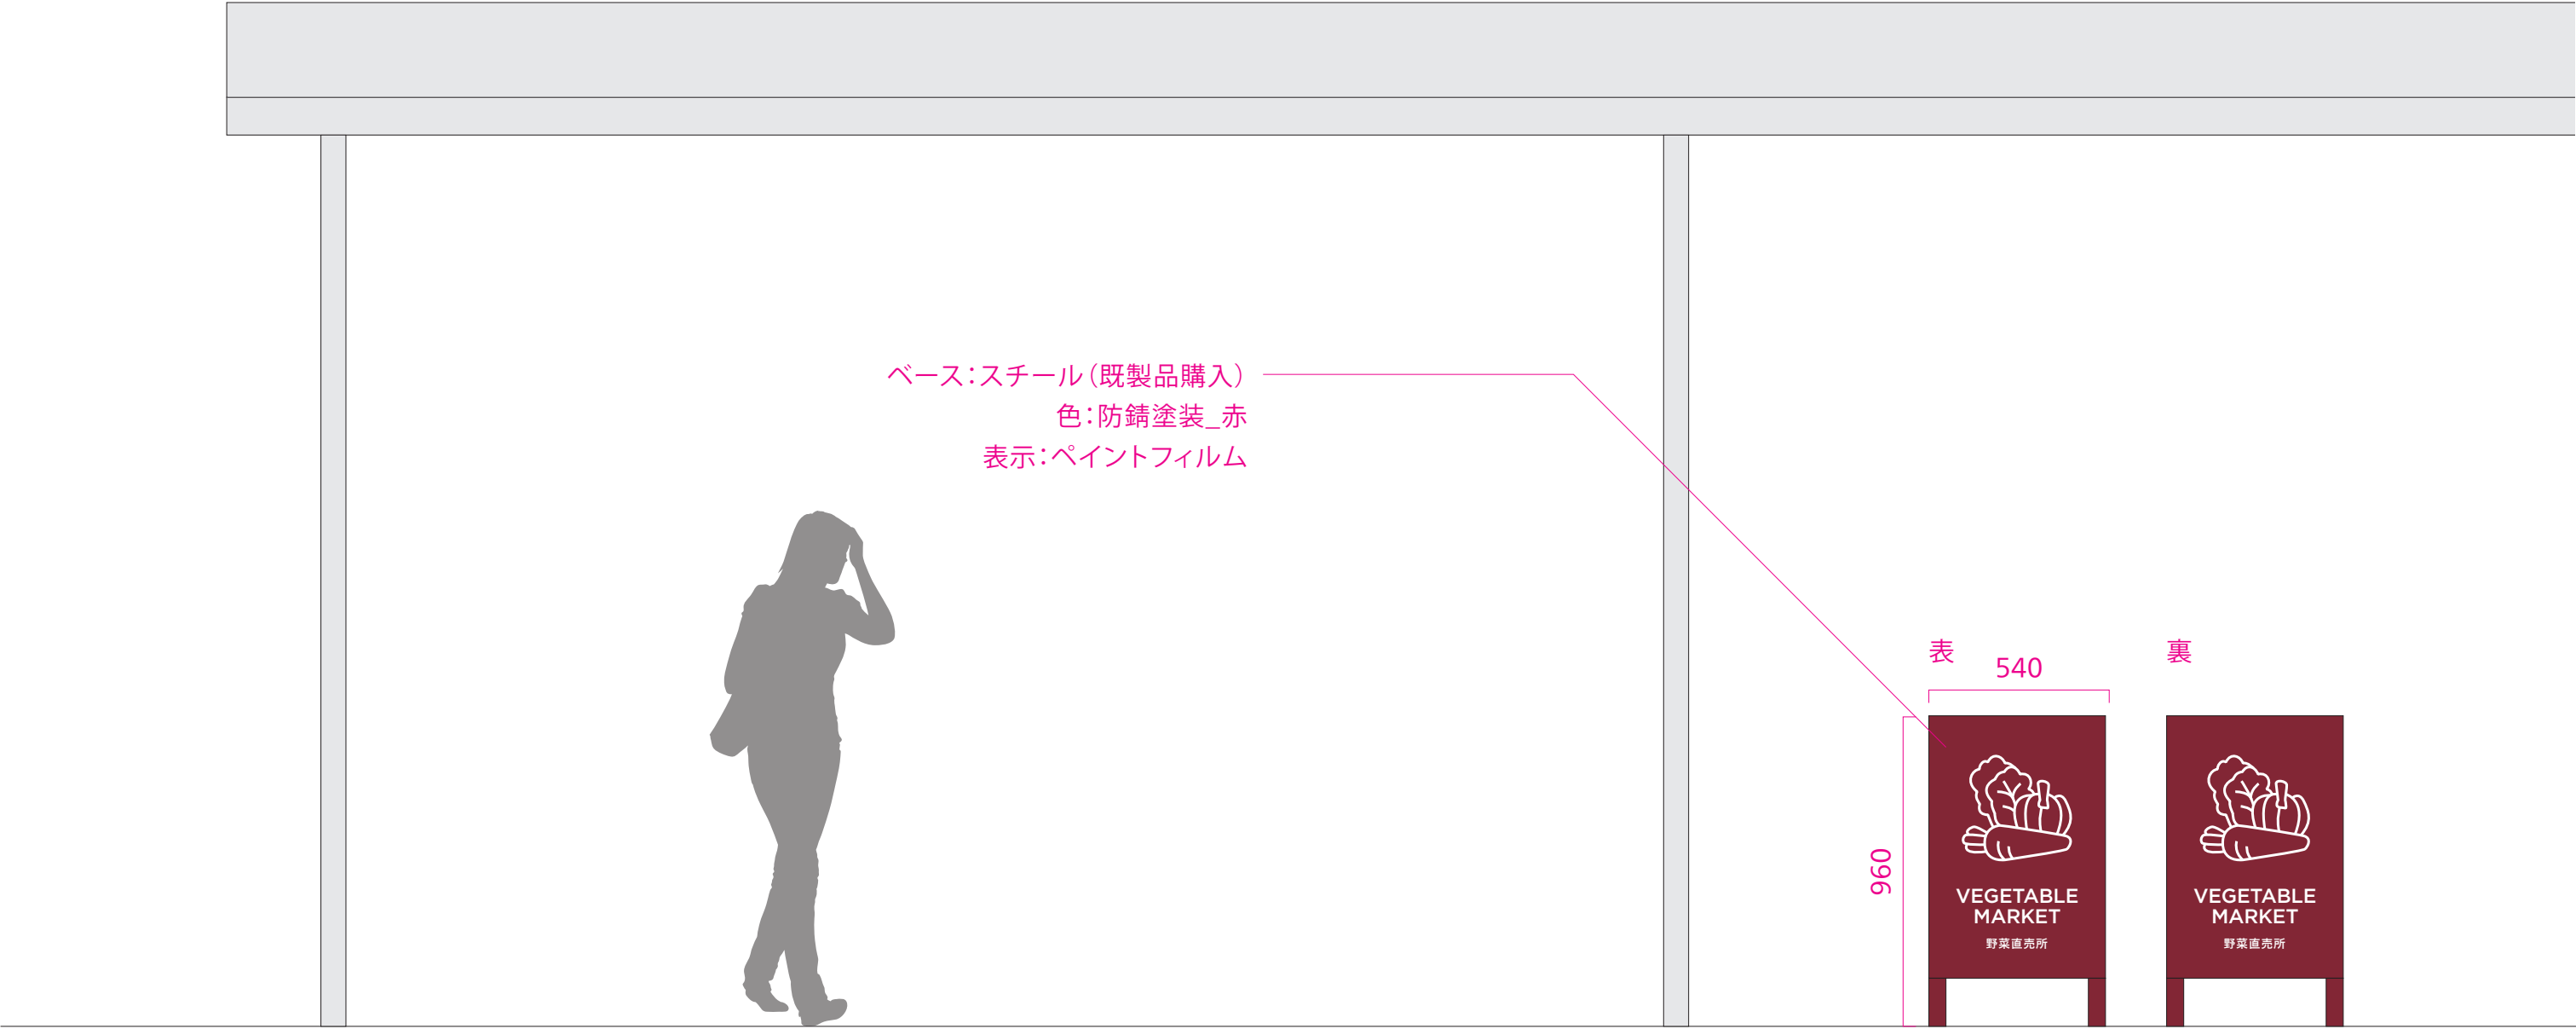 ベース：スチール（既製品購入）
色：防錆塗装_赤
表示：ペイントフィルム
表
540
960
VEGETABLE
MARKET
野菜直売所
裏
VEGETABLE
MARKET
野菜直売所